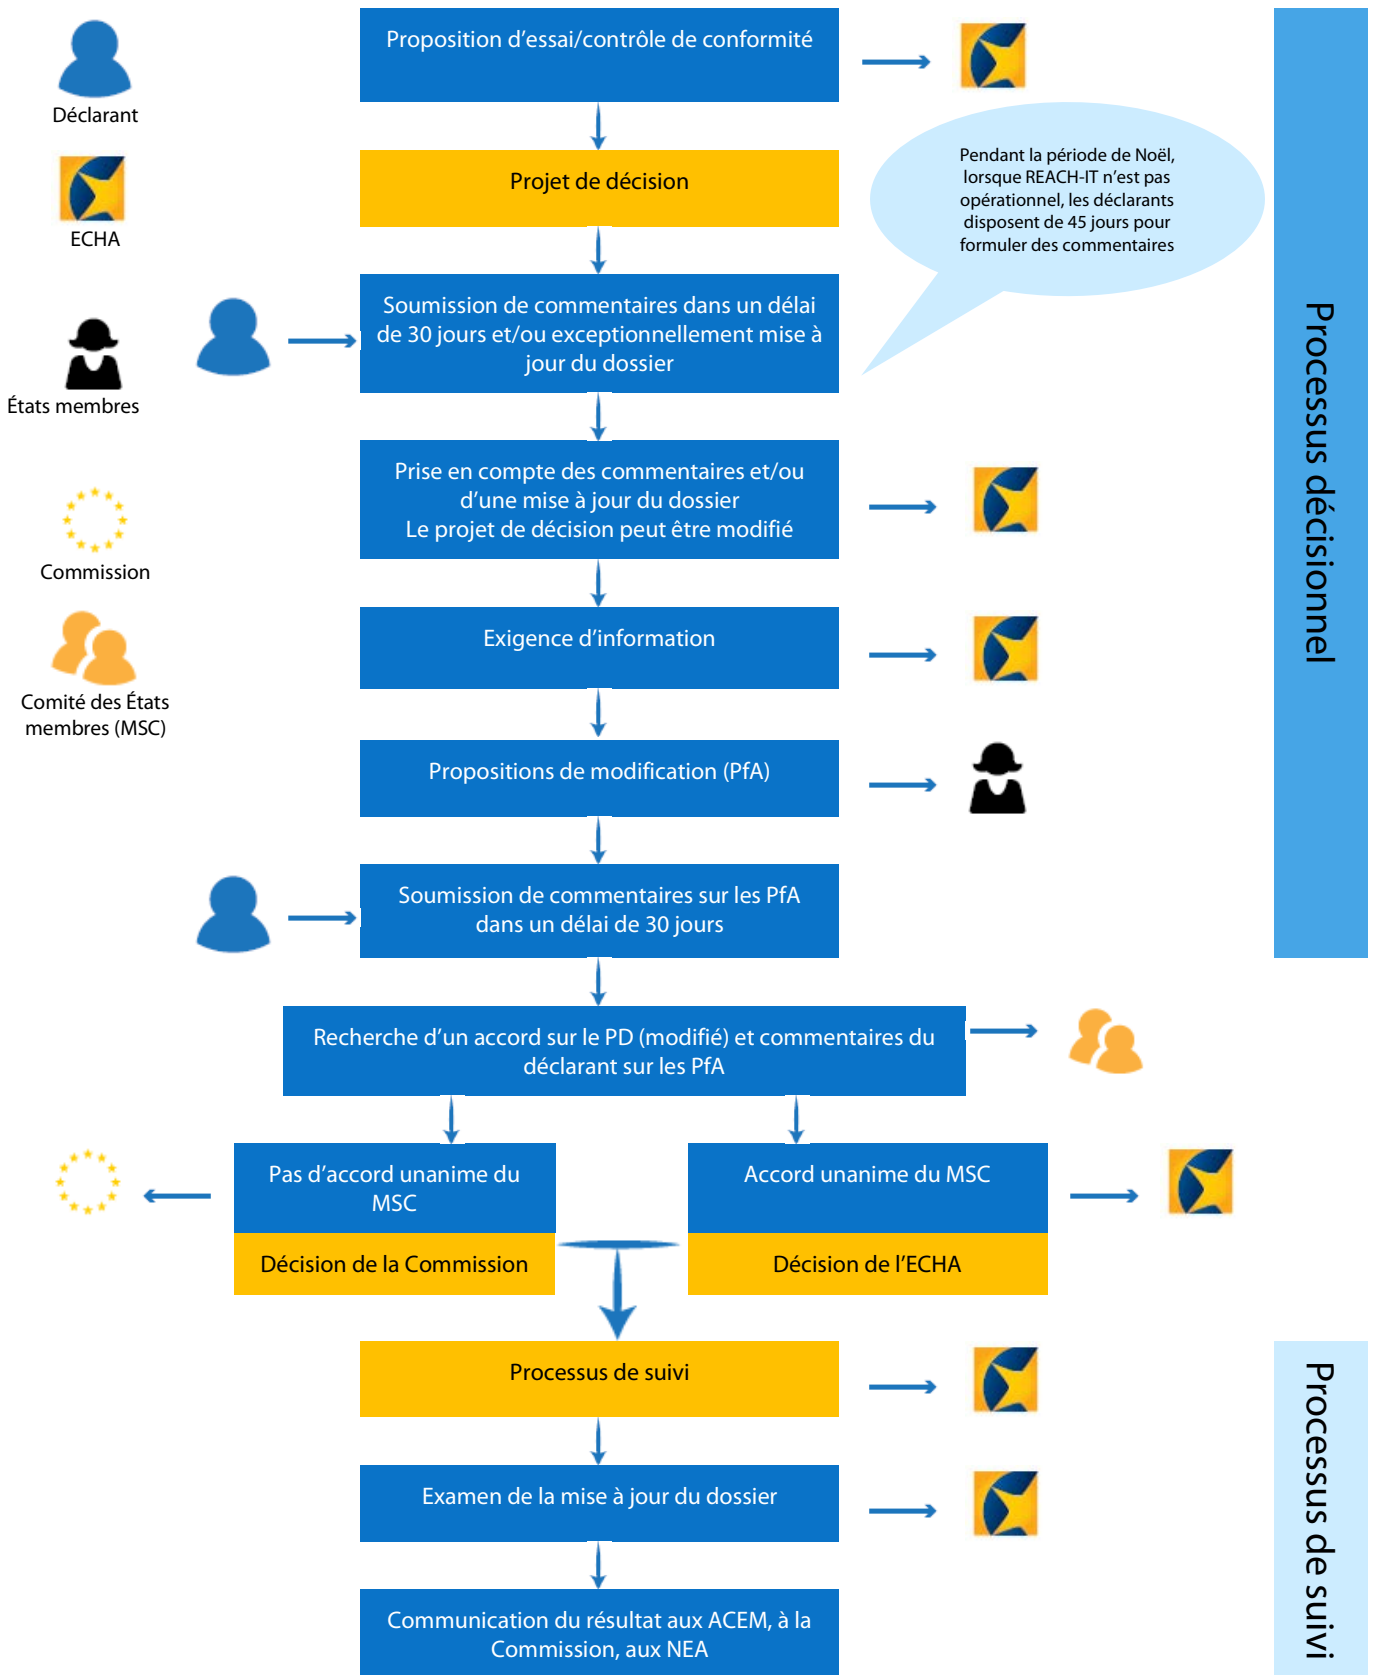 Déclarant
ECHA
États membres
Commission
Comité des États
membres (MSC)
Proposition d’essai/contrôle de conformité
Projet de décision
Pendant la période de Noël,
lorsque REACH-IT n’est pas
opérationnel, les déclarants
disposent de 45 jours pour
formuler des commentaires
Soumission de commentaires dans un délai
de 30 jours et/ou exceptionnellement mise à
jour du dossier
Prise en compte des commentaires et/ou
d’une mise à jour du dossier
Le projet de décision peut être modifié
Exigence d’information
Propositions de modification (PfA)
Soumission de commentaires sur les PfA
dans un délai de 30 jours
Processus décisionnel
Recherche d’un accord sur le PD (modifié) et commentaires du
déclarant sur les PfA
Pas d’accord unanime du
MSC
Décision de la Commission
Accord unanime du MSC
Décision de l’ECHA
Processus de suivi
Examen de la mise à jour du dossier
Communication du résultat aux ACEM, à la
Commission, aux NEA
Processus de suivi